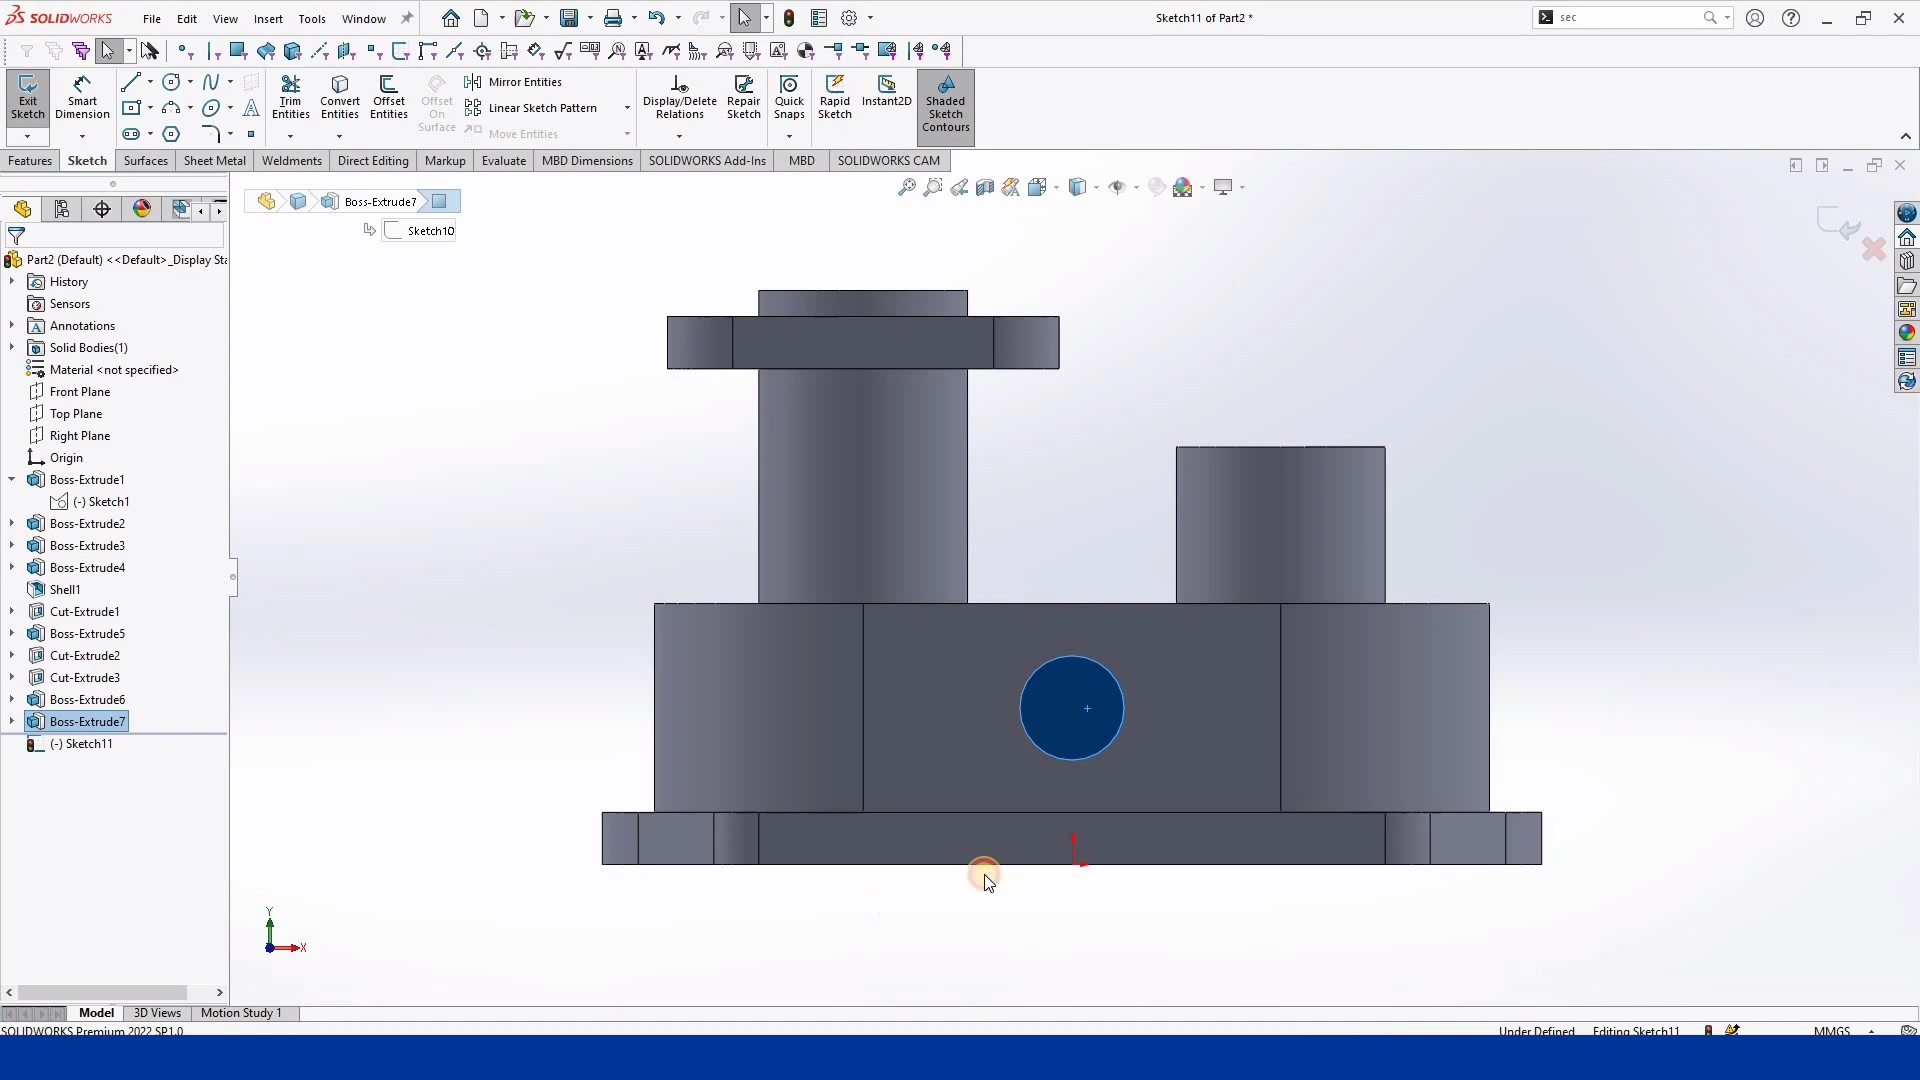 SOLIDWORKS File Edit View Insert Tools Window Sketch11 of Part2 * sec
Exit Sketch Smart Dimension Trim Entities Convert Entities Offset Entities Offset On Surface Mirror Entities Linear Sketch Pattern Move Entities Display/Delete Relations Repair Sketch Quick Snaps Rapid Sketch Instant2D Shaded Sketch Contours
Features Sketch Surfaces Sheet Metal Weldments Direct Editing Markup Evaluate MBD Dimensions SOLIDWORKS Add-Ins MBD SOLIDWORKS CAM
Boss-Extrude7
Sketch10
Part2 (Default) <<Default>_Display Sta
History
Sensors
Annotations
Solid Bodies(1)
Material <not specified>
Front Plane
Top Plane
Right Plane
Origin
Boss-Extrude1
(-) Sketch1
Boss-Extrude2
Boss-Extrude3
Boss-Extrude4
Shell1
Cut-Extrude1
Boss-Extrude5
Cut-Extrude2
Cut-Extrude3
Boss-Extrude6
Boss-Extrude7
(-) Sketch11
Y
X
Model 3D Views Motion Study 1
SOLIDWORKS Premium 2022 SP1.0 Under Defined Editing Sketch11 MMGS